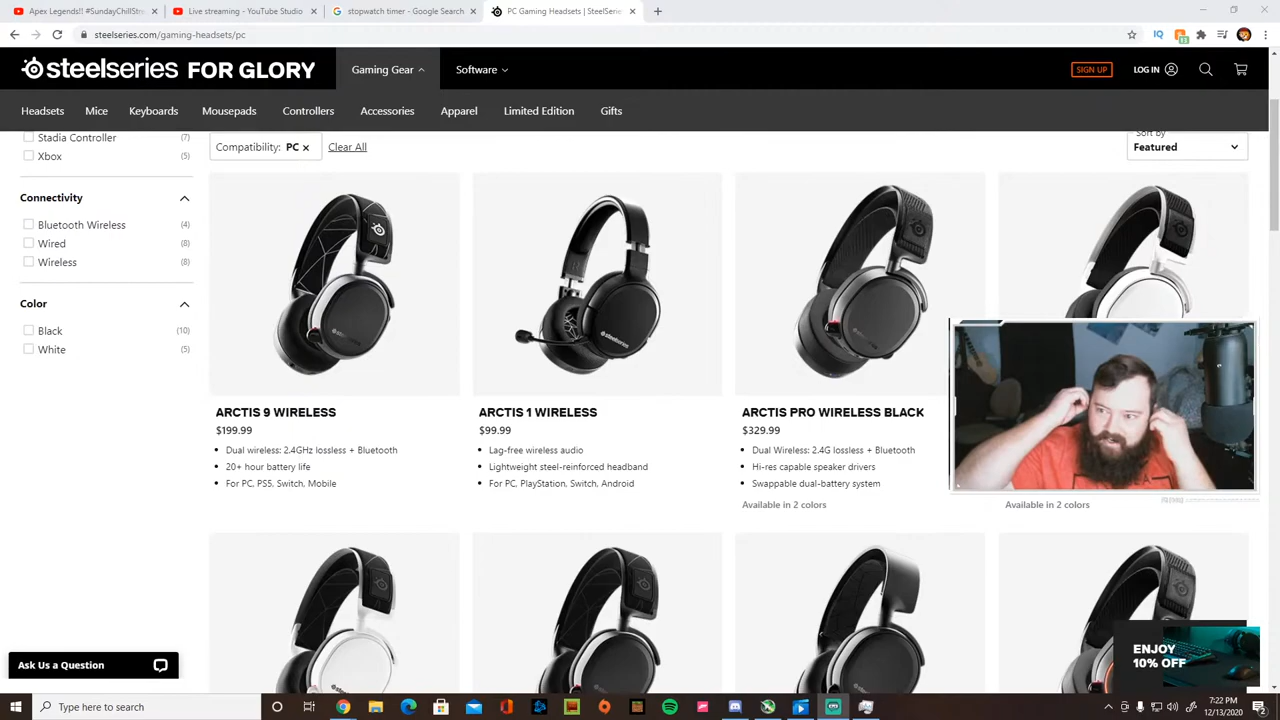 Apex Legends!! #SundayChillStre
Live streaming - YouTube Studio
stopwatch timer - Google Search
PC Gaming Headsets | SteelSerie
steelseries.com/gaming-headsets/pc
steelseries FOR GLORY
Gaming Gear
Software
SIGN UP
LOG IN
Headsets
Mice
Keyboards
Mousepads
Controllers
Accessories
Apparel
Limited Edition
Gifts
Stadia Controller (7)
Xbox (5)
Compatibility: PC ×
Clear All
Sort by
Featured
Connectivity
Bluetooth Wireless (4)
Wired (8)
Wireless (8)
Color
Black (10)
White (5)
ARCTIS 9 WIRELESS
$199.99
• Dual wireless: 2.4GHz lossless + Bluetooth
• 20+ hour battery life
• For PC, PS5, Switch, Mobile
steelseries
ARCTIS 1 WIRELESS
$99.99
• Lag-free wireless audio
• Lightweight steel-reinforced headband
• For PC, PlayStation, Switch, Android
ARCTIS PRO WIRELESS BLACK
$329.99
• Dual Wireless: 2.4G lossless + Bluetooth
• Hi-res capable speaker drivers
• Swappable dual-battery system
Available in 2 colors
Available in 2 colors
Ask Us a Question
ENJOY
10% OFF
Type here to search
7:22 PM
12/13/2020